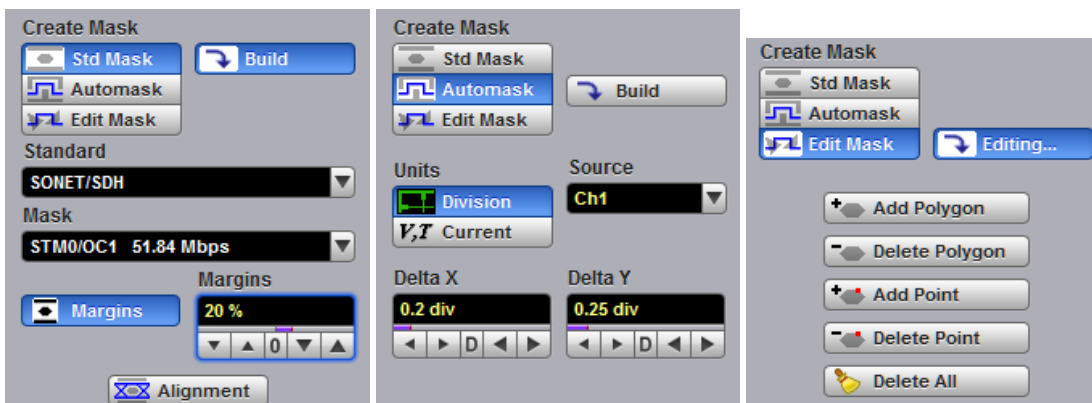 Create Mask
Std Mask
Build
Automask
Edit Mask
Standard
SONET/SDH
Mask
STM0/OC1 51.84 Mbps
Margins
Margins
20 %
0
Alignment
Create Mask
Std Mask
Automask
Build
Edit Mask
Units
Source
Division
Ch1
V,T Current
Delta X
Delta Y
0.2 div
0.25 div
D
D
Create Mask
Std Mask
Automask
Edit Mask
Editing...
Add Polygon
Delete Polygon
Add Point
Delete Point
Delete All